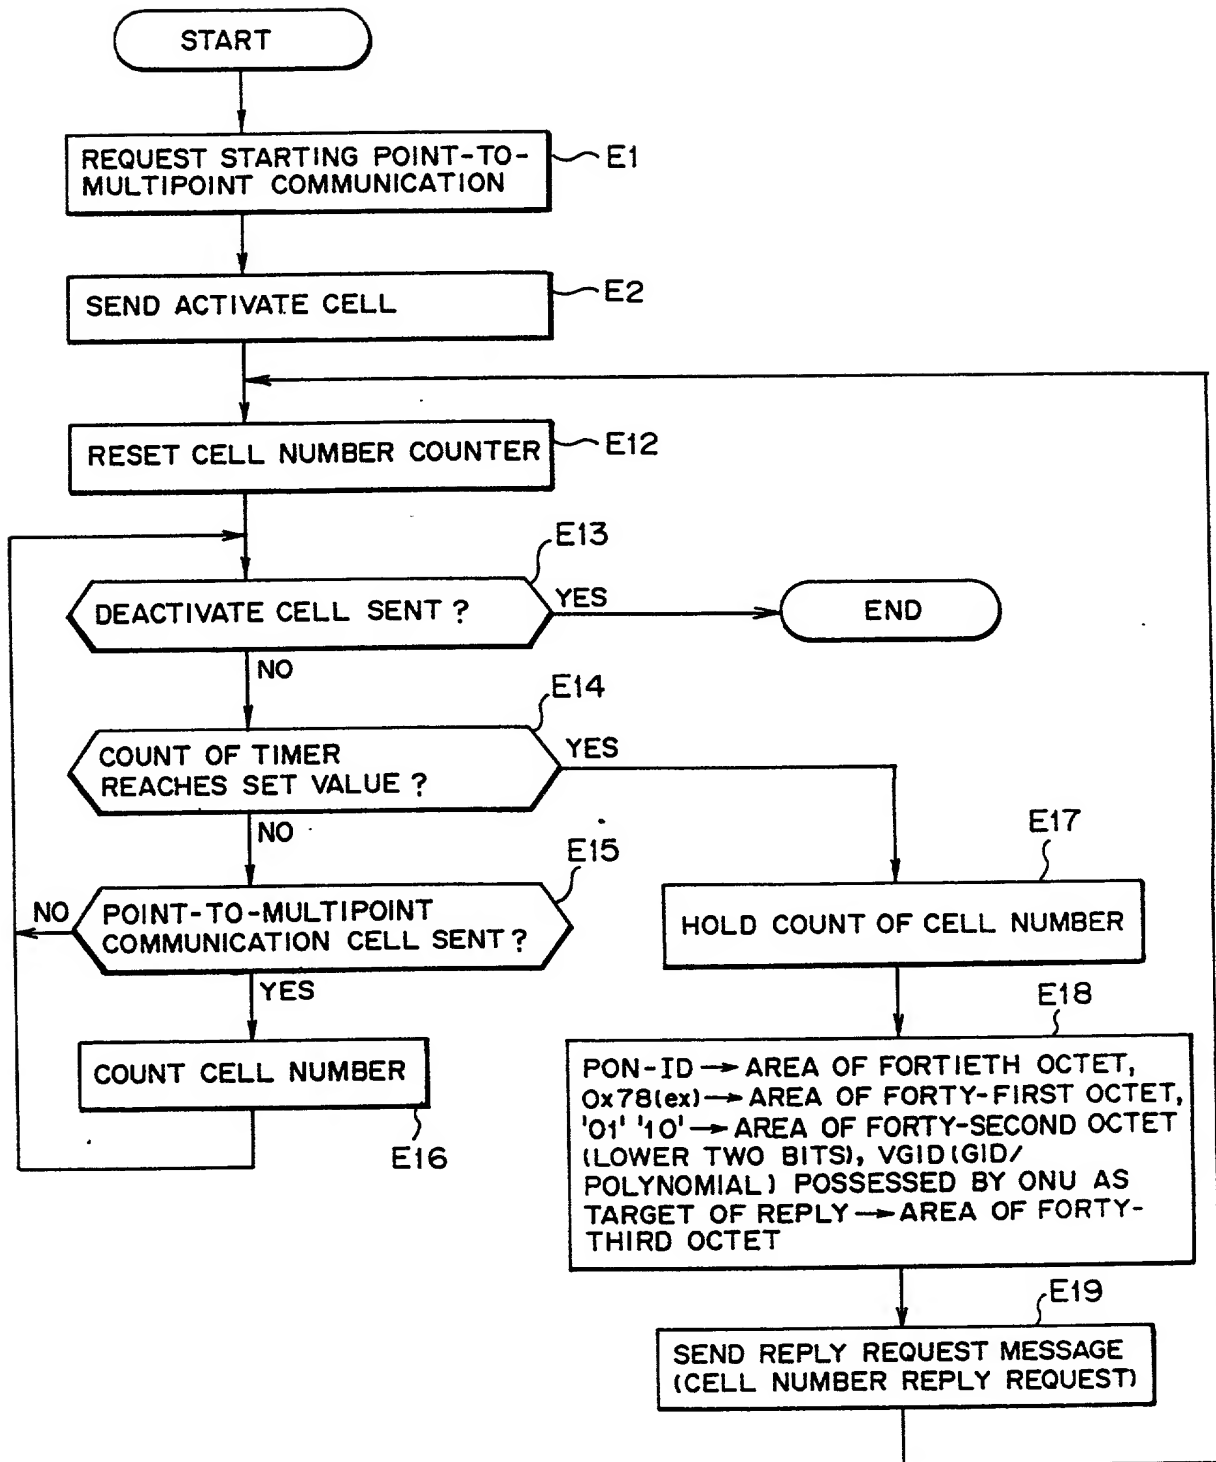 START
REQUEST STARTING POINT-TO-
MULTIPOINT COMMUNICATION
E1
SEND ACTIVATE CELL
E2
RESET CELL NUMBER COUNTER
E12
E13
DEACTIVATE CELL SENT ?
YES
END
NO
E14
COUNT OF TIMER
REACHES SET VALUE ?
YES
NO
E15
NO
POINT-TO-MULTIPOINT
COMMUNICATION CELL SENT ?
YES
COUNT CELL NUMBER
E16
E17
HOLD COUNT OF CELL NUMBER
E18
PON-ID → AREA OF FORTIETH OCTET,
0x78(ex) → AREA OF FORTY-FIRST OCTET,
'01' '10' → AREA OF FORTY-SECOND OCTET
(LOWER TWO BITS), VGID (GID/
POLYNOMIAL) POSSESSED BY ONU AS
TARGET OF REPLY → AREA OF FORTY-
THIRD OCTET
E19
SEND REPLY REQUEST MESSAGE
(CELL NUMBER REPLY REQUEST)